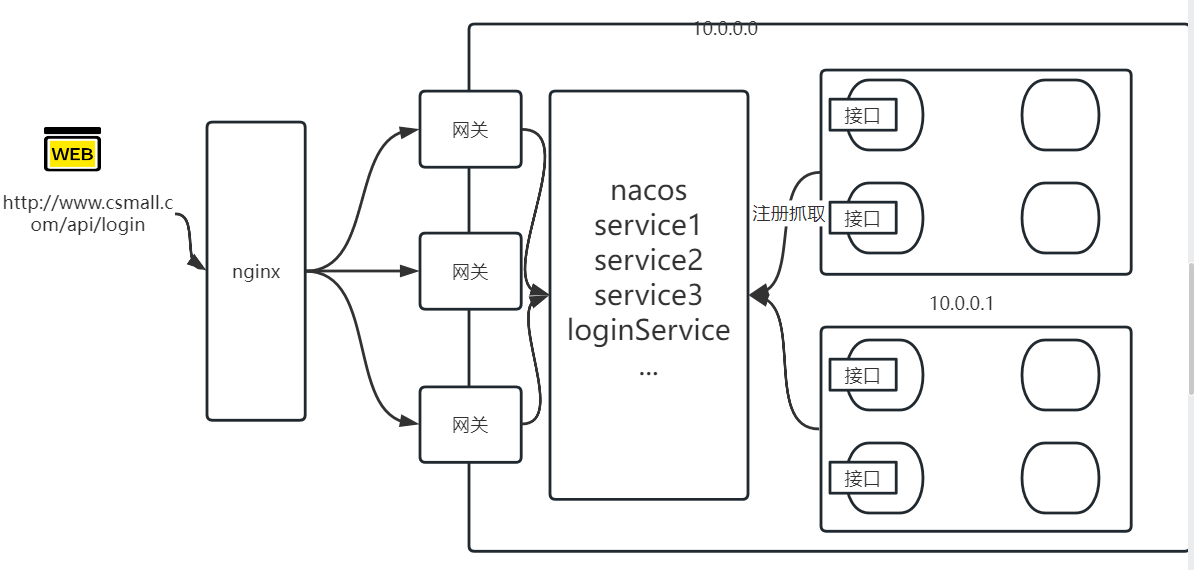 10.0.0.0
WEB
http://www.csmall.c
om/api/login
nginx
网关
网关
网关
nacos
service1
service2
service3
loginService
...
注册抓取
接口
接口
10.0.0.1
接口
接口